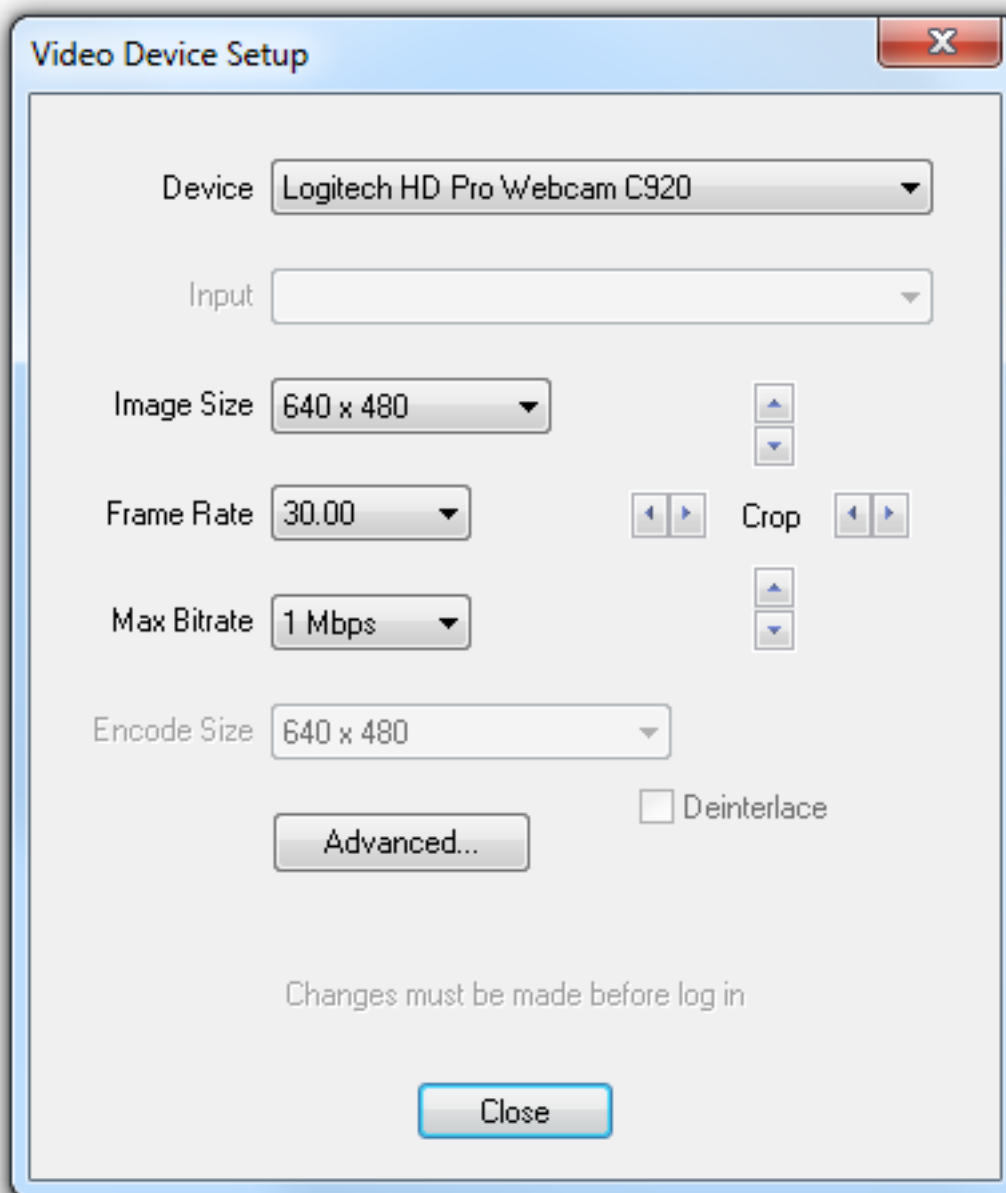 Video Device Setup
Device Logitech HD Pro Webcam C920
Input
Image Size 640 x 480
Frame Rate 30.00 Crop
Max Bitrate 1 Mbps
Encode Size 640 x 480
Deinterlace
Advanced...
Changes must be made before log in
Close